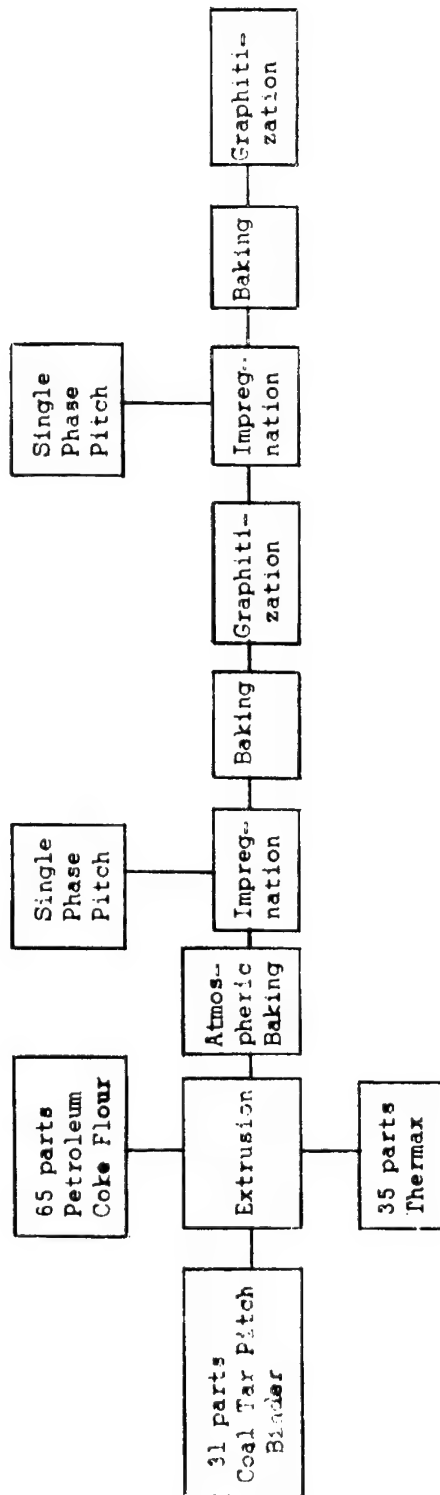 31 parts
Coal Tar Pitch
Binder
65 parts
Petroleum
Coke Flour
Extrusion
35 parts
Thermax
Atmos-
pheric
Baking
Single
Phase
Pitch
Impreg-
nation
Baking
Graphiti-
zation
Single
Phase
Pitch
Impreg-
nation
Baking
Graphiti-
zation